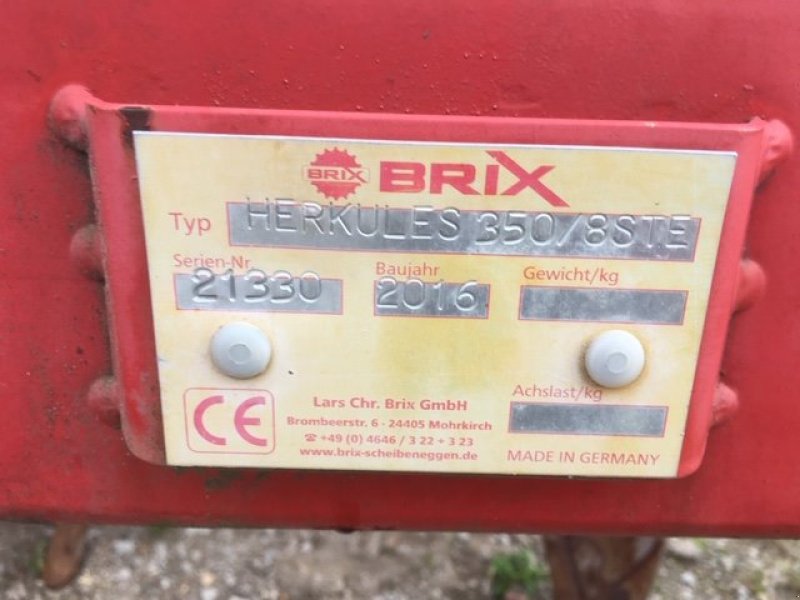 BRIX BRIX
Typ HERKULES 350/8STE
Serien-Nr. Baujahr Gewicht/kg
21330 2016
Achslast/kg
CE Lars Chr. Brix GmbH
Brombeerstr. 6 - 24405 Mohrkirch
☎ +49 (0) 4646 / 3 22 + 3 23
www.brix-scheibeneggen.de MADE IN GERMANY